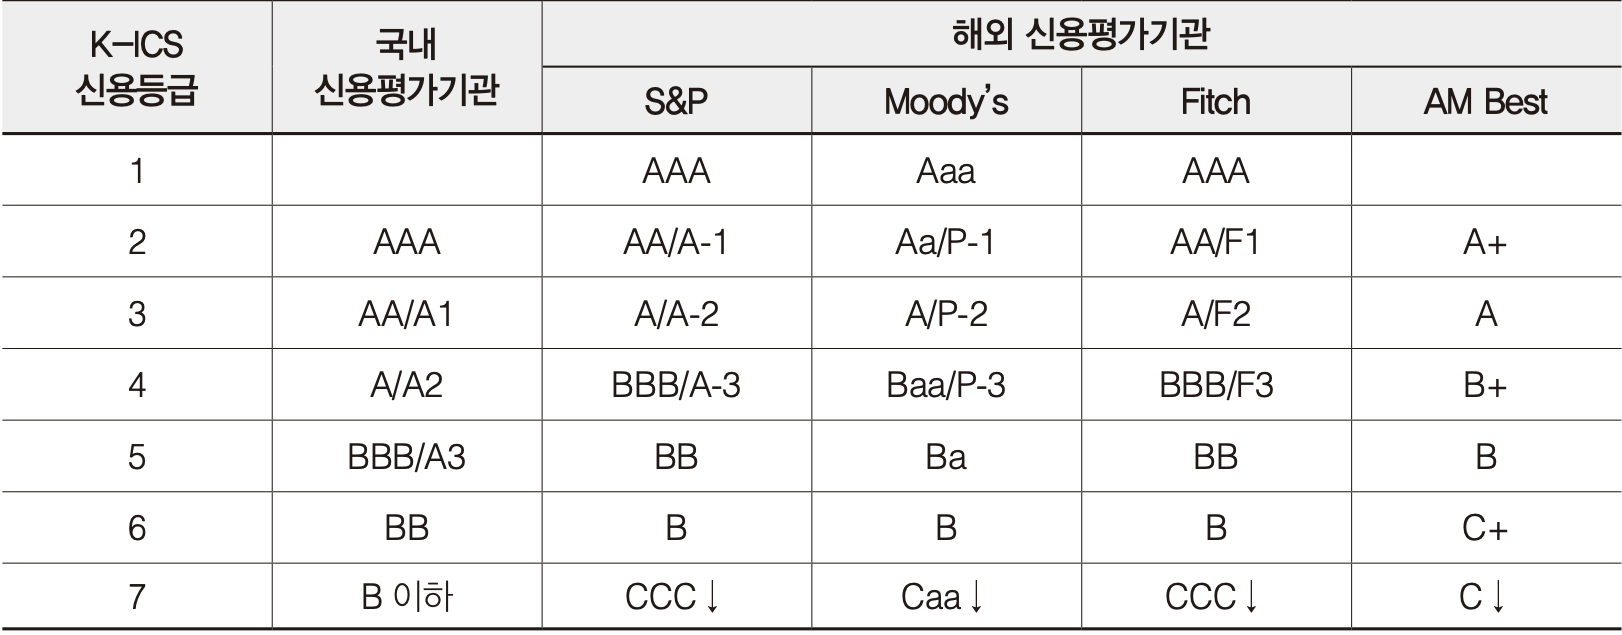 K-ICS 신용등급 국내 신용평가기관 해외 신용평가기관
S&P Moody's Fitch AM Best
1 AAA Aaa AAA
2 AAA AA/A-1 Aa/P-1 AA/F1 A+
3 AA/A1 A/A-2 A/P-2 A/F2 A
4 A/A2 BBB/A-3 Baa/P-3 BBB/F3 B+
5 BBB/A3 BB Ba BB B
6 BB B B B C+
7 B 이하 CCC↓ Caa↓ CCC↓ C↓